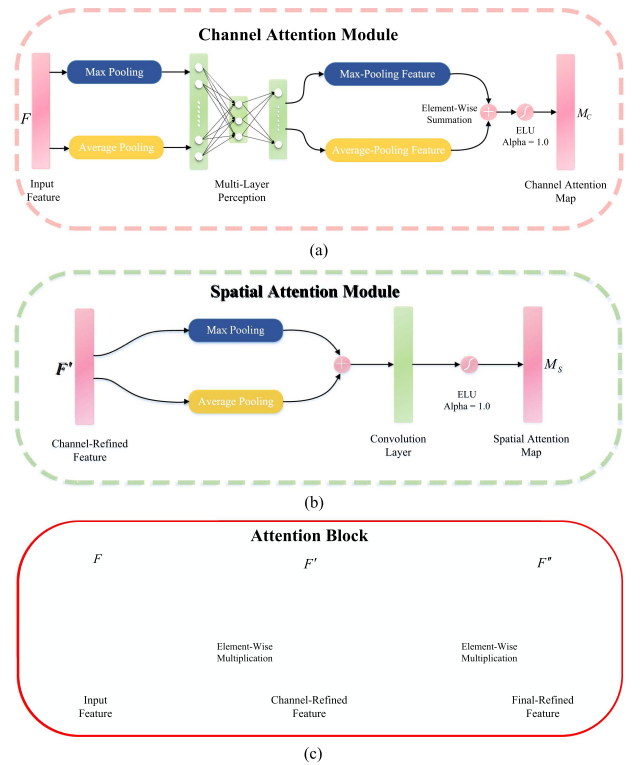 Channel Attention Module
Max Pooling
Max-Pooling Feature
F
Element-Wise
Summation
M_C
ELU
Alpha = 1.0
Average Pooling
Average-Pooling Feature
Input
Feature
Multi-Layer
Perception
Channel Attention
Map
(a)
Spatial Attention Module
Max Pooling
F'
M_S
Average Pooling
ELU
Alpha = 1.0
Channel-Refined
Feature
Convolution
Layer
Spatial Attention
Map
(b)
Attention Block
F
F'
F''
Element-Wise
Multiplication
Element-Wise
Multiplication
Input
Feature
Channel-Refined
Feature
Final-Refined
Feature
(c)